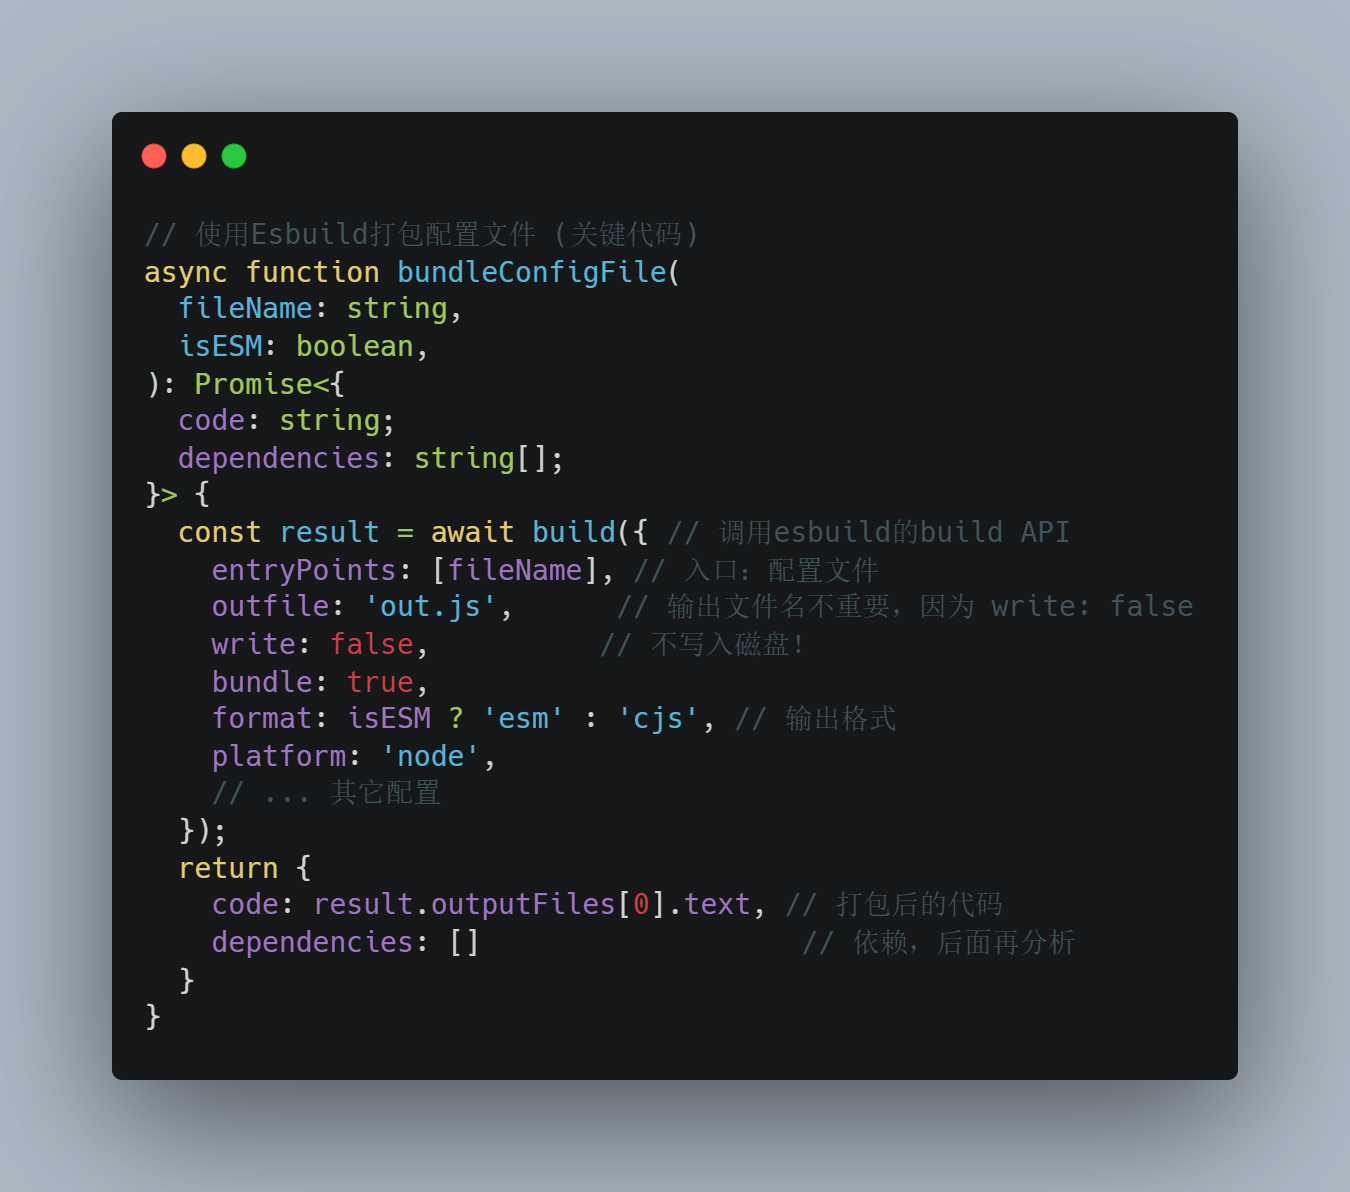 // 使用Esbuild打包配置文件 (关键代码)
async function bundleConfigFile(
  fileName: string,
  isESM: boolean,
): Promise<{
  code: string;
  dependencies: string[];
}> {
  const result = await build({ // 调用esbuild的build API
    entryPoints: [fileName], // 入口：配置文件
    outfile: 'out.js',      // 输出文件名不重要，因为 write: false
    write: false,          // 不写入磁盘！
    bundle: true,
    format: isESM ? 'esm' : 'cjs', // 输出格式
    platform: 'node',
    // ... 其它配置
  });
  return {
    code: result.outputFiles[0].text, // 打包后的代码
    dependencies: []                   // 依赖，后面再分析
  }
}